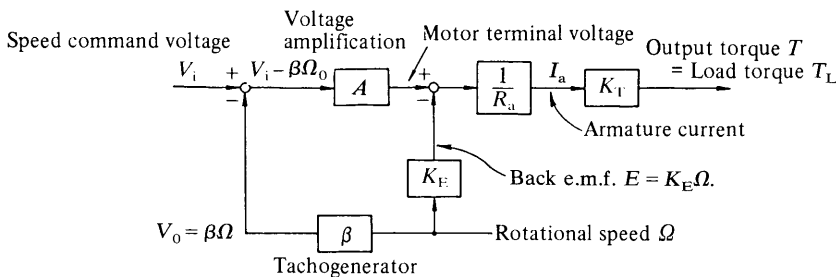 Speed command voltage
Voltage
amplification
Motor terminal voltage
Output torque T
= Load torque T_L
V_i
+
V_i − βΩ_0
−
A
+
−
1/R_a
I_a
K_T
Armature current
K_E
Back e.m.f. E = K_EΩ.
V_0 = βΩ
β
Rotational speed Ω
Tachogenerator